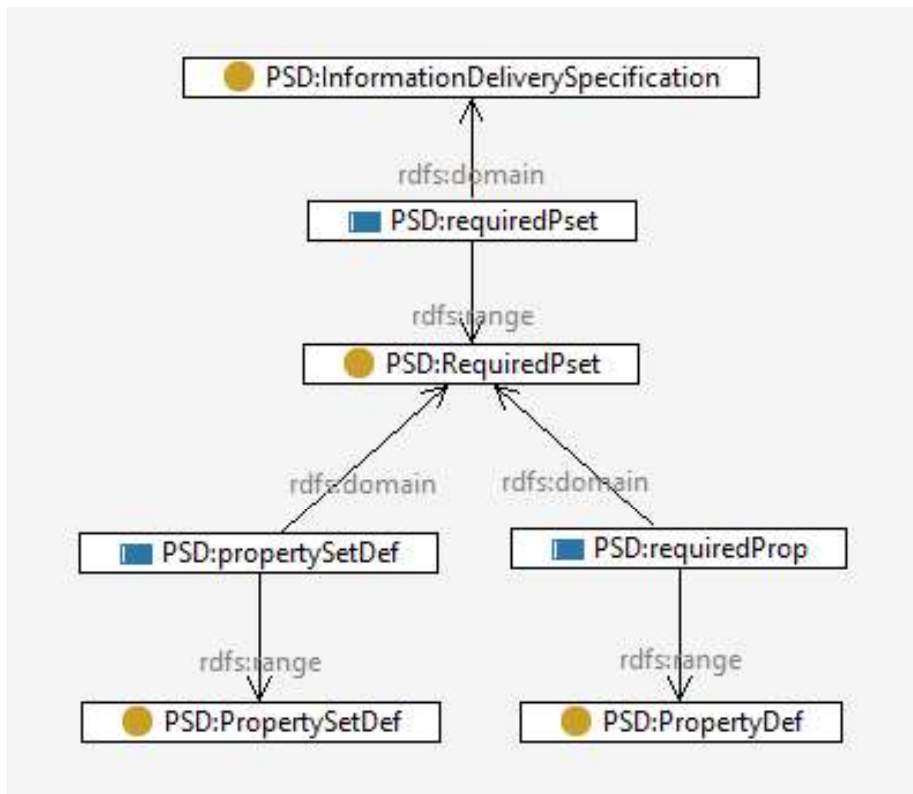 PSD:InformationDeliverySpecification
rdfs:domain
PSD:requiredPset
rdfs:range
PSD:RequiredPset
rdfs:domain
rdfs:domain
PSD:propertySetDef
PSD:requiredProp
rdfs:range
rdfs:range
PSD:PropertySetDef
PSD:PropertyDef